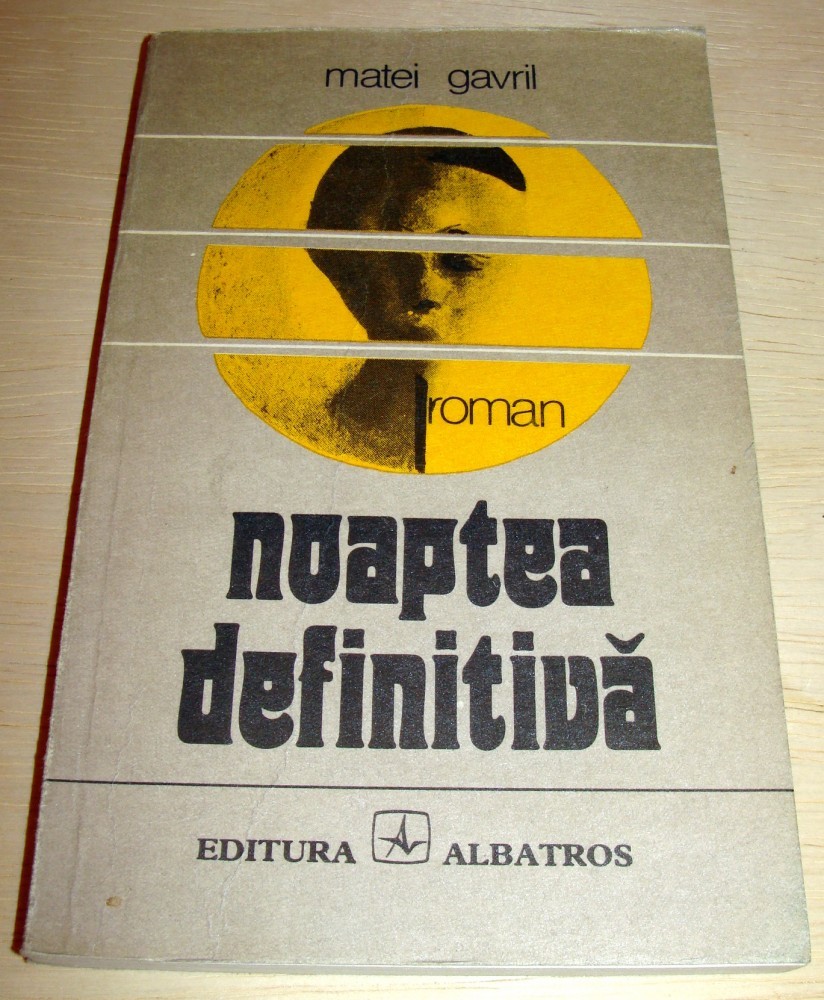 matei gavril
roman
noaptea
definitivă
EDITURA ALBATROS